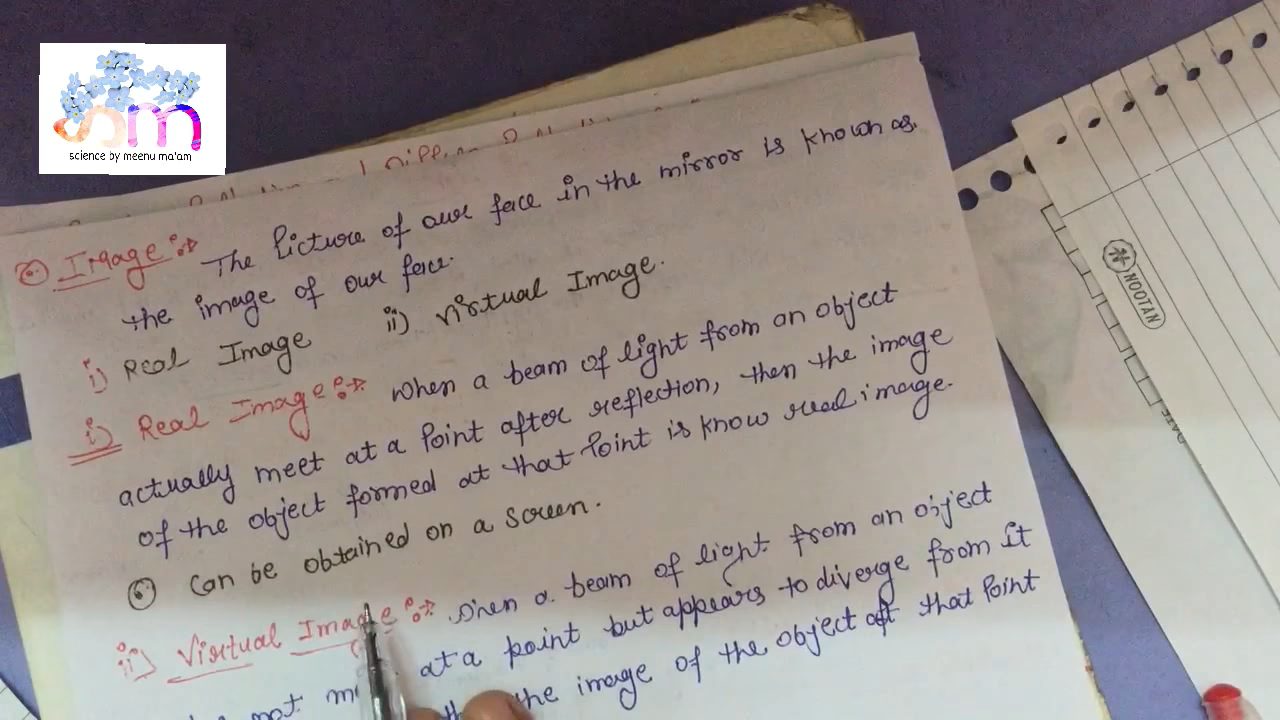 science by meenu ma'am
Image:→ The Picture of our face in the mirror is known as
the image of our face.
i) Real Image ii) Virtual Image.
i) Real Image:→ When a beam of light from an object
actually meet at a Point after reflection, then the image
of the object formed at that Point is know real image.
Can be obtained on a Screen.
ii) Virtual Image:→ When a beam of light from an object
not at a point but appears to diverge from it
the image of the object at that Point
NOOTAN
DATE